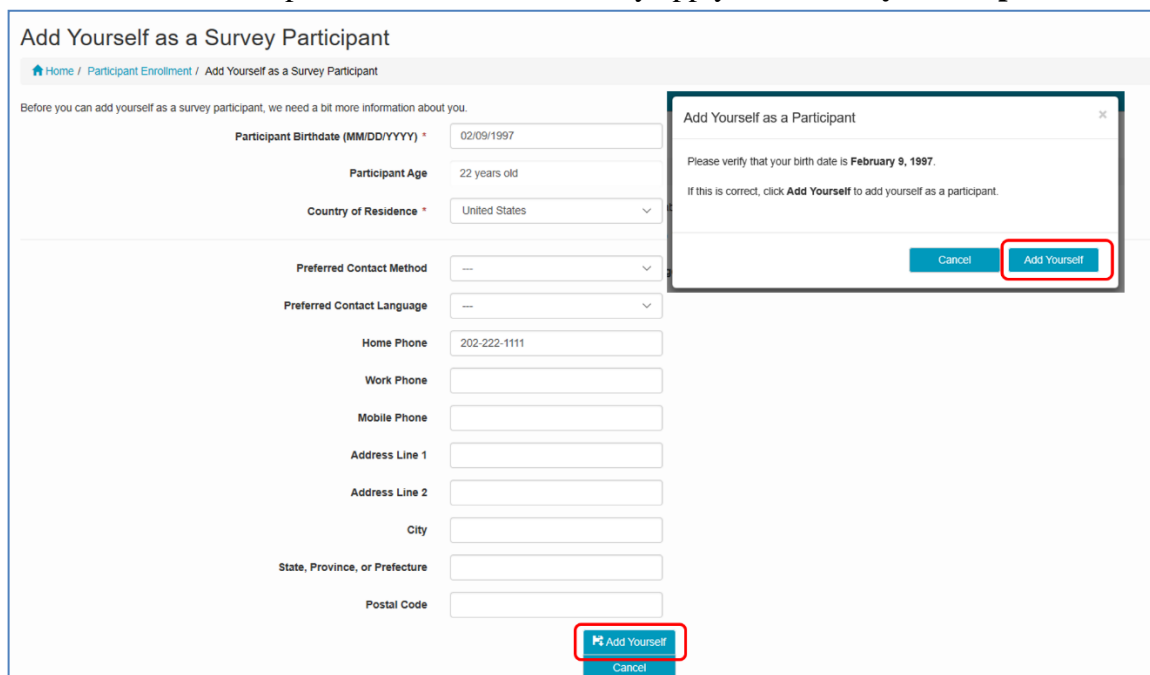 apply
Add Yourself as a Survey Participant
Home / Participant Enrollment / Add Yourself as a Survey Participant
Before you can add yourself as a survey participant, we need a bit more information about you.
Participant Birthdate (MM/DD/YYYY) * 02/09/1997
Participant Age 22 years old
Country of Residence * United States
Preferred Contact Method ---
Preferred Contact Language ---
Home Phone 202-222-1111
Work Phone
Mobile Phone
Address Line 1
Address Line 2
City
State, Province, or Prefecture
Postal Code
Add Yourself
Cancel
Add Yourself as a Participant ×
Please verify that your birth date is February 9, 1997.
If this is correct, click Add Yourself to add yourself as a participant.
Cancel Add Yourself